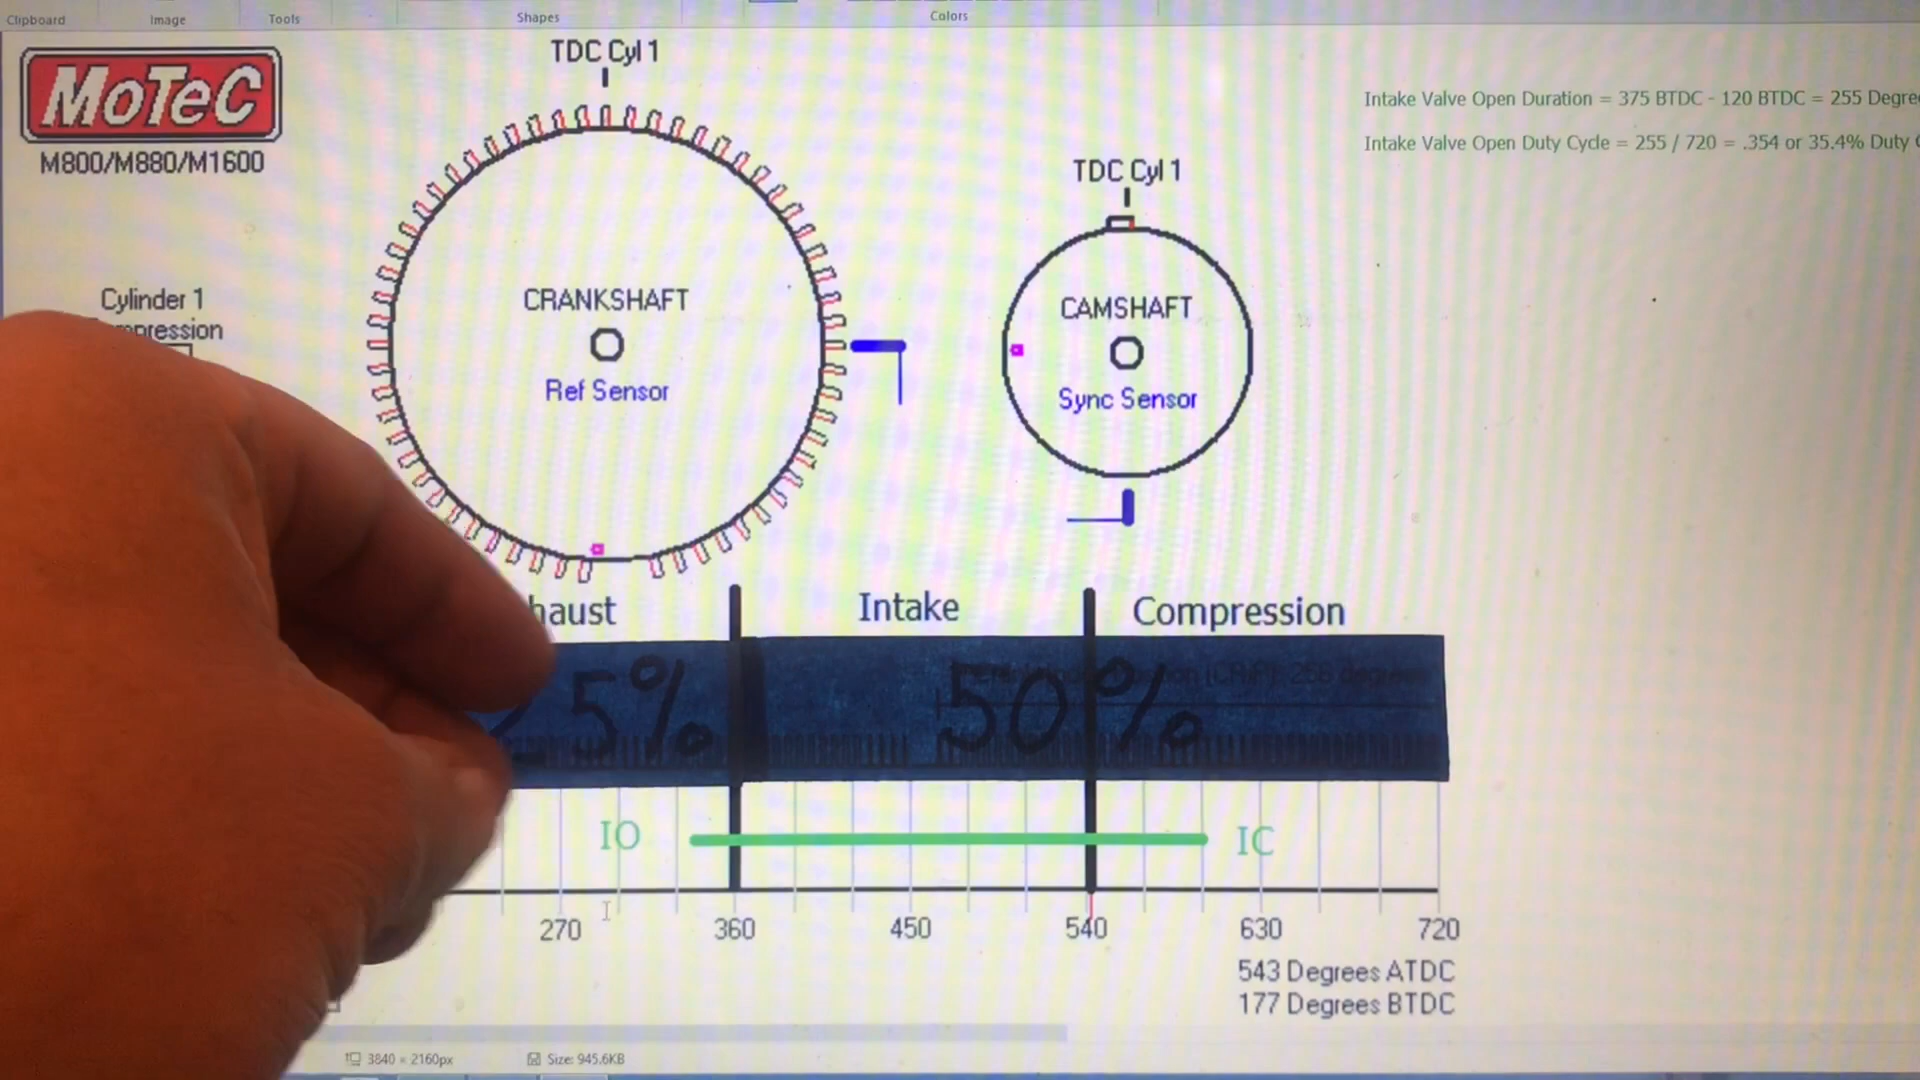 Clipboard
Image
Tools
Shapes
Colors
MoTeC
M800/M880/M1600
TDC Cyl 1
CRANKSHAFT
Ref Sensor
TDC Cyl 1
CAMSHAFT
Sync Sensor
Intake Valve Open Duration = 375 BTDC - 120 BTDC = 255
Intake Valve Open Duty Cycle = 255 / 720 = .354 or 35.4% Duty
Cylinder 1
Intake
Compression
25%
50%
IO
IC
270
360
450
540
630
720
543 Degrees ATDC
177 Degrees BTDC
3840 × 2160px
Size: 945.6KB